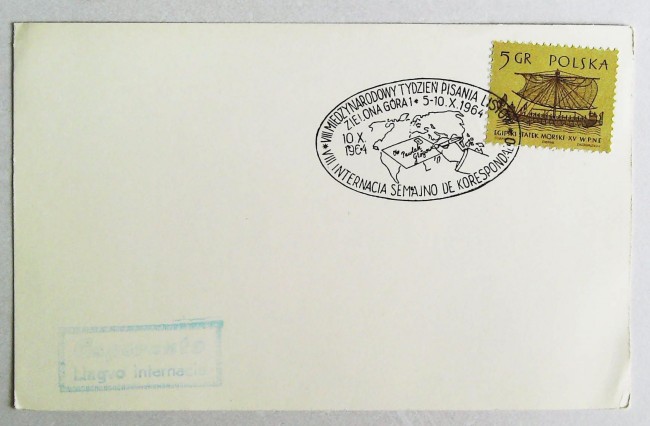 5 GR POLSKA
EGIPSKI STATEK MORSKI XV W.P.N.E.
VIII MIĘDZYNARODOWY TYDZIEŃ PISANIA LISTÓW
ZIELONA GÓRA 1 * 5-10.X.1964
10.X.
1964
VIII INTERNACIA SEMAJNO DE KORESPONDADO
Esperanto
Lingvo Internacia